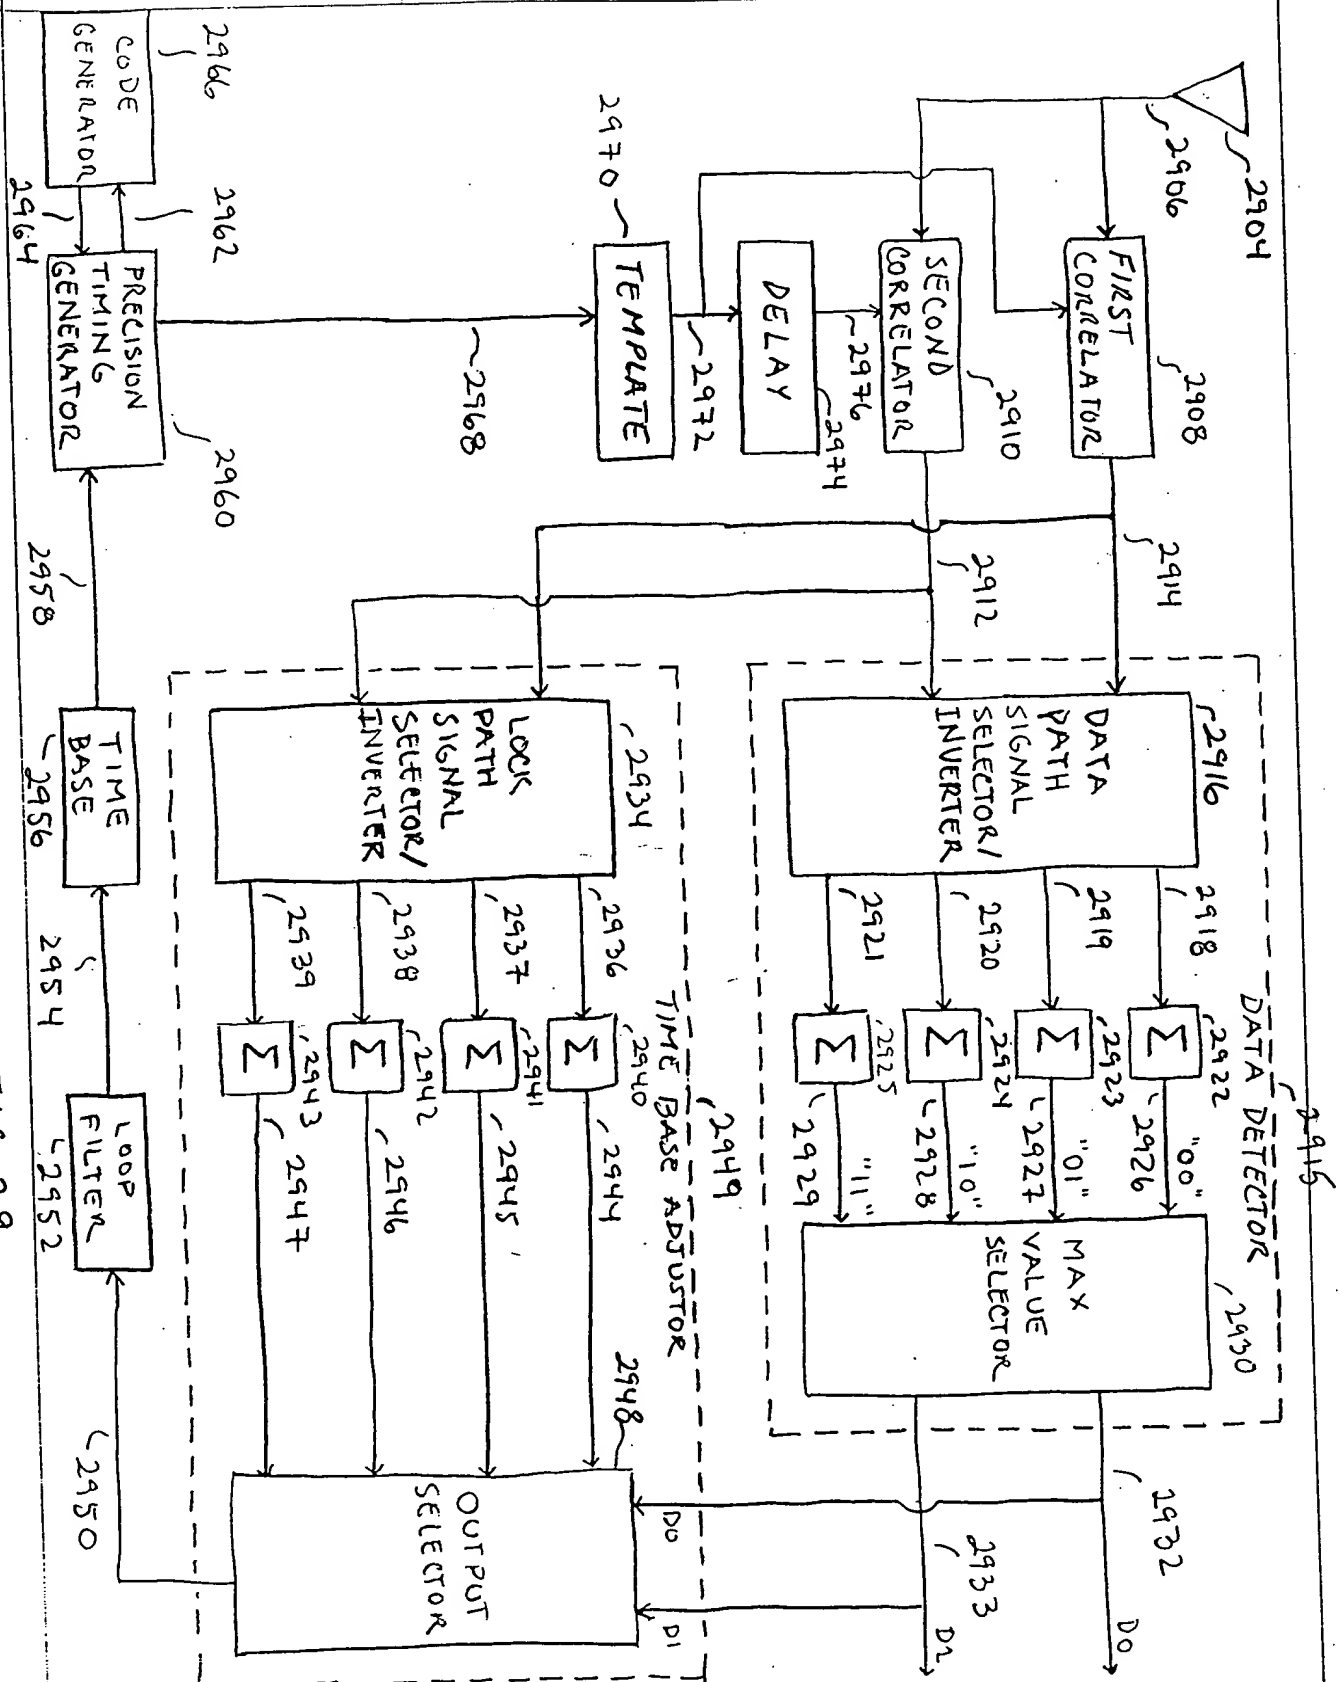 2904
2906
FIRST
CORRELATOR
2908
2914
SECOND
CORRELATOR
2910
2912
DELAY
2974
2976
TEMPLATE
2970
2972
2968
CODE
GENERATOR
2966
2962
2964
PRECISION
TIMING
GENERATOR
2960
2958
DATA DETECTOR
2915
DATA
PATH
SIGNAL
SELECTOR/
INVERTER
2916
2918
2919
2920
2921
Σ
2922
Σ
2923
Σ
2924
Σ
2925
"00"
2926
"01"
2927
"10"
2928
"11"
2929
MAX
VALUE
SELECTOR
2930
2932
D0
2933
D1
TIME BASE ADJUSTOR
2949
LOCK
PATH
SIGNAL
SELECTOR/
INVERTER
2934
2936
2937
2938
2939
Σ
2940
Σ
2941
Σ
2942
Σ
2943
2944
2945
2946
2947
2948
D0
D1
OUTPUT
SELECTOR
2950
LOOP
FILTER
2952
2954
TIME
BASE
2956